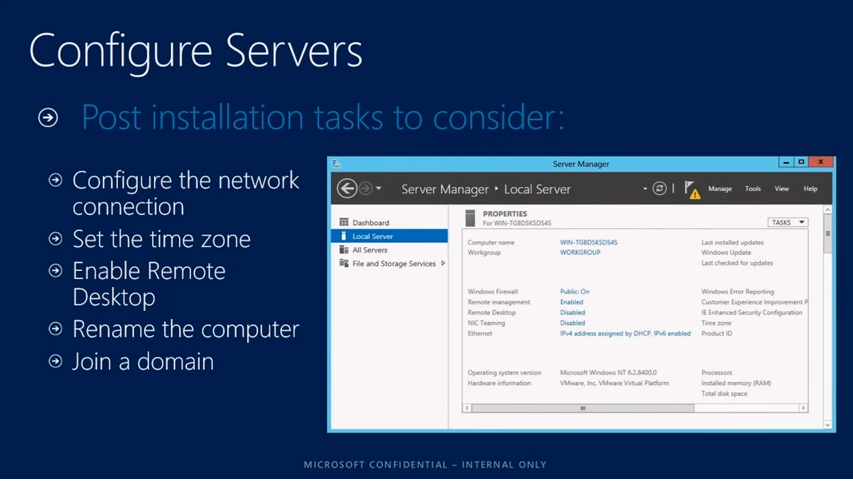 Configure Servers
Post installation tasks to consider:
Configure the network
connection
Set the time zone
Enable Remote
Desktop
Rename the computer
Join a domain
Server Manager
Server Manager • Local Server
Manage Tools View Help
Dashboard
Local Server
All Servers
File and Storage Services
PROPERTIES
For WIN-TGBDSKSDS4S
TASKS
Computer name WIN-TGBDSKSDS4S Last installed updates
Workgroup WORKGROUP Windows Update
Last checked for updates
Windows Firewall Public: On Windows Error Reporting
Remote management Enabled Customer Experience Improvement P
Remote Desktop Disabled IE Enhanced Security Configuration
NIC Teaming Disabled Time zone
Ethernet IPv4 address assigned by DHCP, IPv6 enabled Product ID
Operating system version Microsoft Windows NT 6.2.8400.0 Processors
Hardware information VMware, Inc. VMware Virtual Platform Installed memory (RAM)
Total disk space
MICROSOFT CONFIDENTIAL – INTERNAL ONLY